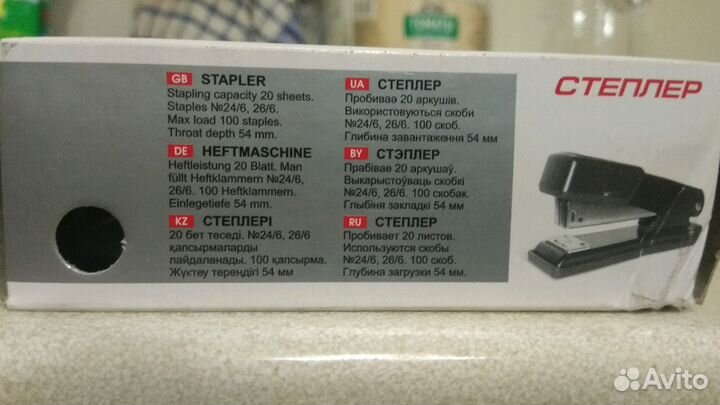 GB STAPLER
Stapling capacity 20 sheets.
Staples №24/6, 26/6.
Max load 100 staples.
Throat depth 54 mm.
DE HEFTMASCHINE
Heftleistung 20 Blatt. Man
füllt Heftklammern №24/6,
26/6. 100 Heftklammern.
Einlegetiefe 54 mm.
KZ СТЕПЛЕРІ
20 бет теседі. №24/6, 26/6
қапсырмаларды
пайдаланады. 100 қапсырма.
Жүктеу терендігі 54 мм
UA СТЕПЛЕР
Пробиває 20 аркушів.
Використовуються скоби
№24/6, 26/6. 100 скоб.
Глибина завантаження 54 мм
BY СТЭПЛЕР
Прабівае 20 аркушаў.
Выкарыстоўваць скобкі
№24/6, 26/6. 100 скобак.
Глыбіня закладкі 54 мм.
RU СТЕПЛЕР
Пробивает 20 листов.
Используются скобы
№24/6, 26/6. 100 скоб.
Глубина загрузки 54 мм.
СТЕПЛЕР
Avito